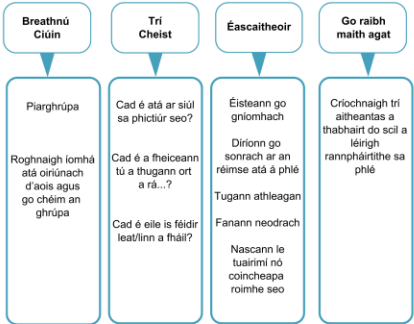 Breathnú
Ciúin
Piarghrúpa
Roghnaigh íomhá
atá oiriúnach
d'aois agus
go chéim an
ghrúpa
Trí
Cheist
Cad é atá ar siúl
sa phictiúr seo?
Cad é a fheiceann
tú a thugann ort
a rá...?
Cad é eile is féidir
leat/linn a fháil?
Éascaitheoir
Éisteann go
gníomhach
Díríonn go
sonrach ar an
réimse atá á phlé
Tugann athleagan
Fanann neodrach
Nascann le
tuairimí nó
coincheapa
roimhe seo
Go raibh
maith agat
Críochnaigh trí
aitheantas a
thabhairt do scil a
léirigh
rannpháirtithe sa
phlé